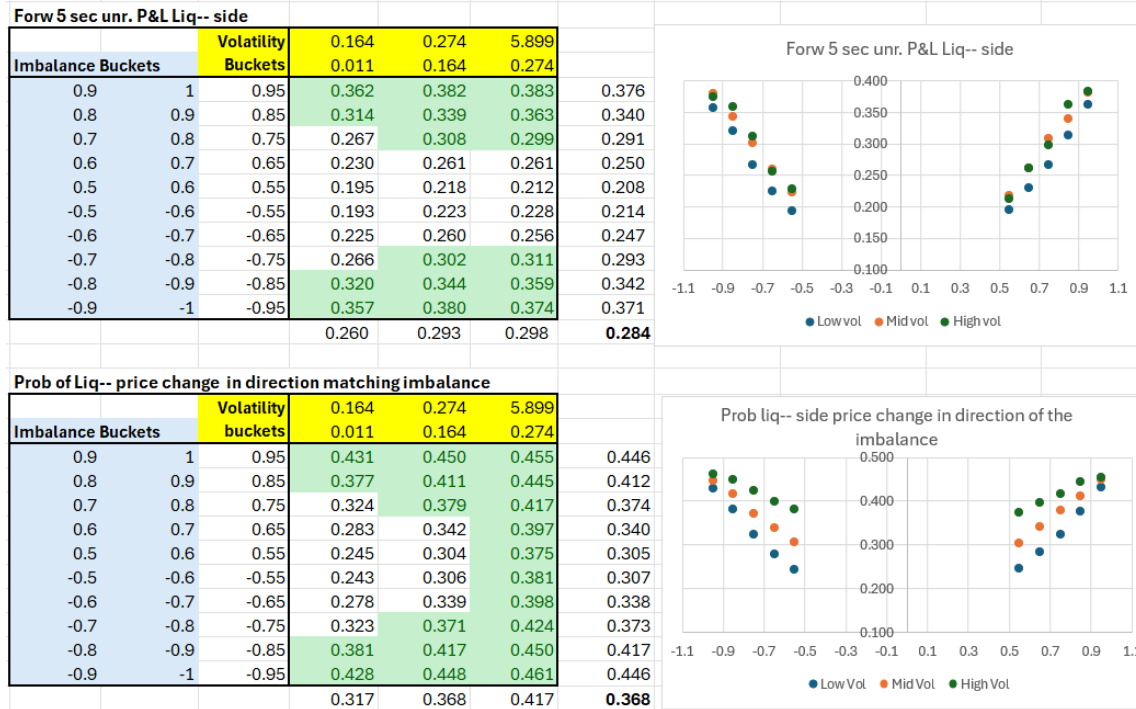 Forw 5 sec unr. P&L Liq-- side
Volatility 0.164 0.274 5.899
Imbalance Buckets Buckets 0.011 0.164 0.274
0.9 1 0.95 0.362 0.382 0.383 0.376
0.8 0.9 0.85 0.314 0.339 0.363 0.340
0.7 0.8 0.75 0.267 0.308 0.299 0.291
0.6 0.7 0.65 0.230 0.261 0.261 0.250
0.5 0.6 0.55 0.195 0.218 0.212 0.208
-0.5 -0.6 -0.55 0.193 0.223 0.228 0.214
-0.6 -0.7 -0.65 0.225 0.260 0.256 0.247
-0.7 -0.8 -0.75 0.266 0.302 0.311 0.293
-0.8 -0.9 -0.85 0.320 0.344 0.359 0.342
-0.9 -1 -0.95 0.357 0.380 0.374 0.371
0.260 0.293 0.298 0.284
Forw 5 sec unr. P&L Liq-- side
0.400
0.350
0.300
0.250
0.200
0.150
0.100
-1.1 -0.9 -0.7 -0.5 -0.3 -0.1 0.1 0.3 0.5 0.7 0.9 1.1
Low vol Mid vol High vol
Prob of Liq-- price change in direction matching imbalance
Volatility 0.164 0.274 5.899
Imbalance Buckets buckets 0.011 0.164 0.274
0.9 1 0.95 0.431 0.450 0.455 0.446
0.8 0.9 0.85 0.377 0.411 0.445 0.412
0.7 0.8 0.75 0.324 0.379 0.417 0.374
0.6 0.7 0.65 0.283 0.342 0.397 0.340
0.5 0.6 0.55 0.245 0.304 0.375 0.305
-0.5 -0.6 -0.55 0.243 0.306 0.381 0.307
-0.6 -0.7 -0.65 0.278 0.339 0.398 0.338
-0.7 -0.8 -0.75 0.323 0.371 0.424 0.373
-0.8 -0.9 -0.85 0.381 0.417 0.450 0.417
-0.9 -1 -0.95 0.428 0.448 0.461 0.446
0.317 0.368 0.417 0.368
Prob liq-- side price change in direction of the
imbalance
0.500
0.400
0.300
0.200
0.100
-1.1 -0.9 -0.7 -0.5 -0.3 -0.1 0.1 0.3 0.5 0.7 0.9 1.1
Low Vol Mid Vol High Vol